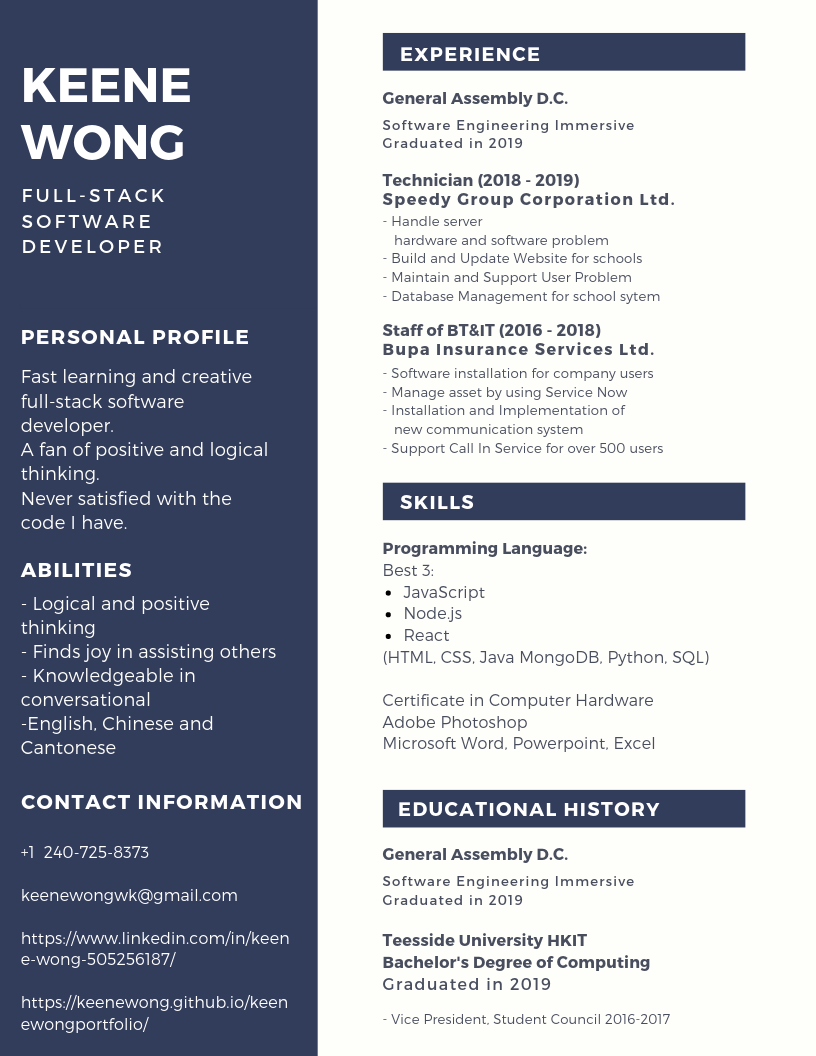 KEENE
WONG
FULL-STACK
SOFTWARE
DEVELOPER
PERSONAL PROFILE
Fast learning and creative
full-stack software
developer.
A fan of positive and logical
thinking.
Never satisfied with the
code I have.
ABILITIES
- Logical and positive
thinking
- Finds joy in assisting others
- Knowledgeable in
conversational
-English, Chinese and
Cantonese
CONTACT INFORMATION
+1 240-725-8373
keenewongwk@gmail.com
https://www.linkedin.com/in/keen
e-wong-505256187/
https://keenewong.github.io/keen
ewongportfolio/
EXPERIENCE
General Assembly D.C.
Software Engineering Immersive
Graduated in 2019
Technician (2018 - 2019)
Speedy Group Corporation Ltd.
- Handle server
hardware and software problem
- Build and Update Website for schools
- Maintain and Support User Problem
- Database Management for school sytem
Staff of BT&IT (2016 - 2018)
Bupa Insurance Services Ltd.
- Software installation for company users
- Manage asset by using Service Now
- Installation and Implementation of
new communication system
- Support Call In Service for over 500 users
SKILLS
Programming Language:
Best 3:
• JavaScript
• Node.js
• React
(HTML, CSS, Java MongoDB, Python, SQL)
Certificate in Computer Hardware
Adobe Photoshop
Microsoft Word, Powerpoint, Excel
EDUCATIONAL HISTORY
General Assembly D.C.
Software Engineering Immersive
Graduated in 2019
Teesside University HKIT
Bachelor's Degree of Computing
Graduated in 2019
- Vice President, Student Council 2016-2017